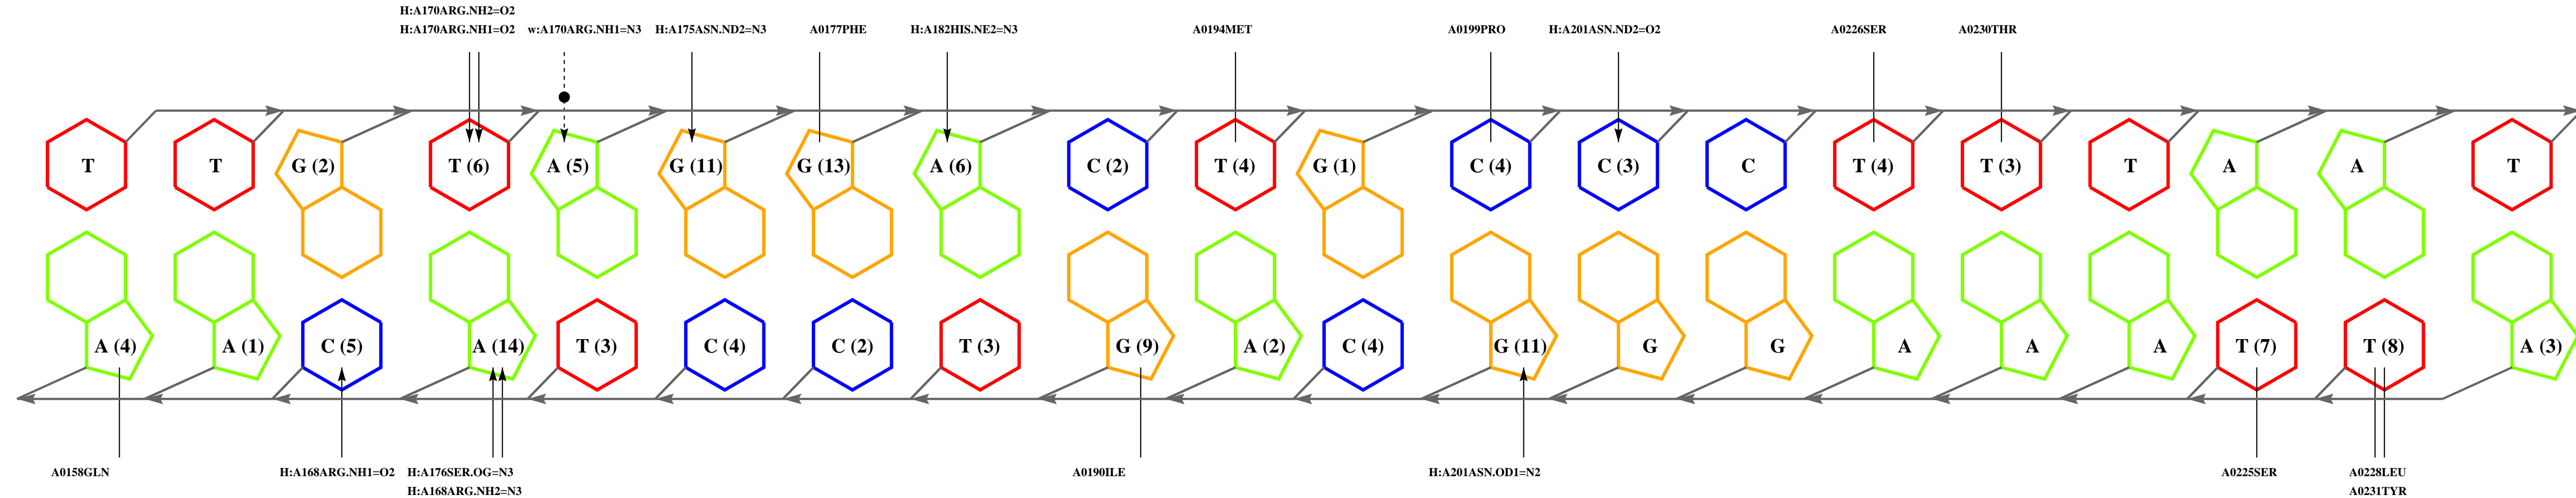 H:A170ARG.NH2=O2
H:A170ARG.NH1=O2 w:A170ARG.NH1=N3 H:A175ASN.ND2=N3 A0177PHE H:A182HIS.NE2=N3 A0194MET A0199PRO H:A201ASN.ND2=O2 A0226SER A0230THR
T T G (2) T (6) A (5) G (11) G (13) A (6) C (2) T (4) G (1) C (4) C (3) C T (4) T (3) T A A T
A (4) A (1) C (5) A (14) T (3) C (4) C (2) T (3) G (9) A (2) C (4) G (11) G G A A A T (7) T (8) A (3)
A0158GLN H:A168ARG.NH1=O2 H:A176SER.OG=N3 A0190ILE H:A201ASN.OD1=N2 A0225SER A0228LEU
H:A168ARG.NH2=N3 A0231TYR